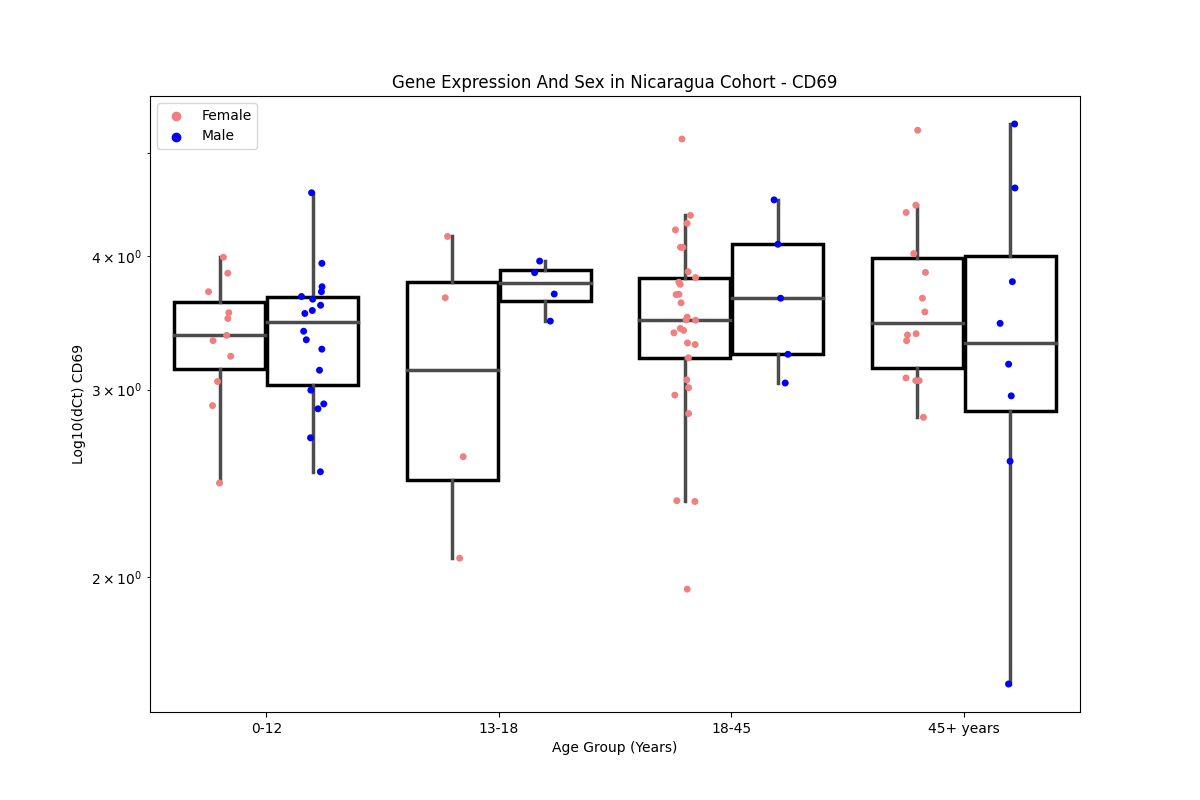 Gene Expression And Sex in Nicaragua Cohort - CD69
Female
Male
4 × 10⁰
3 × 10⁰
2 × 10⁰
Log10(dCt) CD69
0-12
13-18
18-45
45+ years
Age Group (Years)